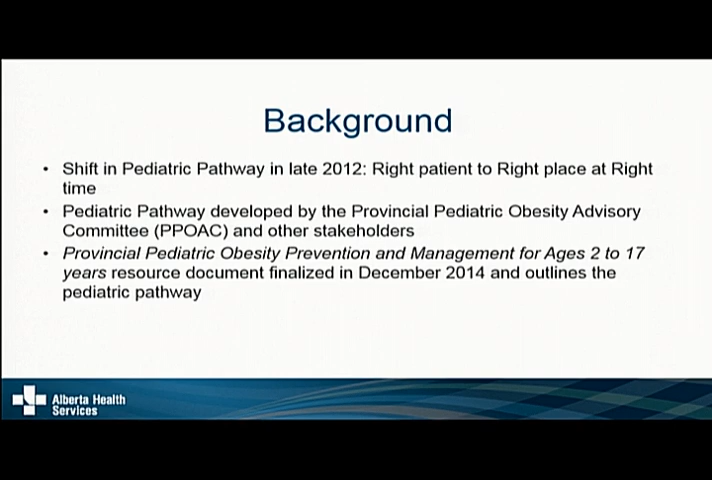 Background
• Shift in Pediatric Pathway in late 2012: Right patient to Right place at Right
time
• Pediatric Pathway developed by the Provincial Pediatric Obesity Advisory
Committee (PPOAC) and other stakeholders
• Provincial Pediatric Obesity Prevention and Management for Ages 2 to 17
years resource document finalized in December 2014 and outlines the
pediatric pathway
Alberta Health
Services